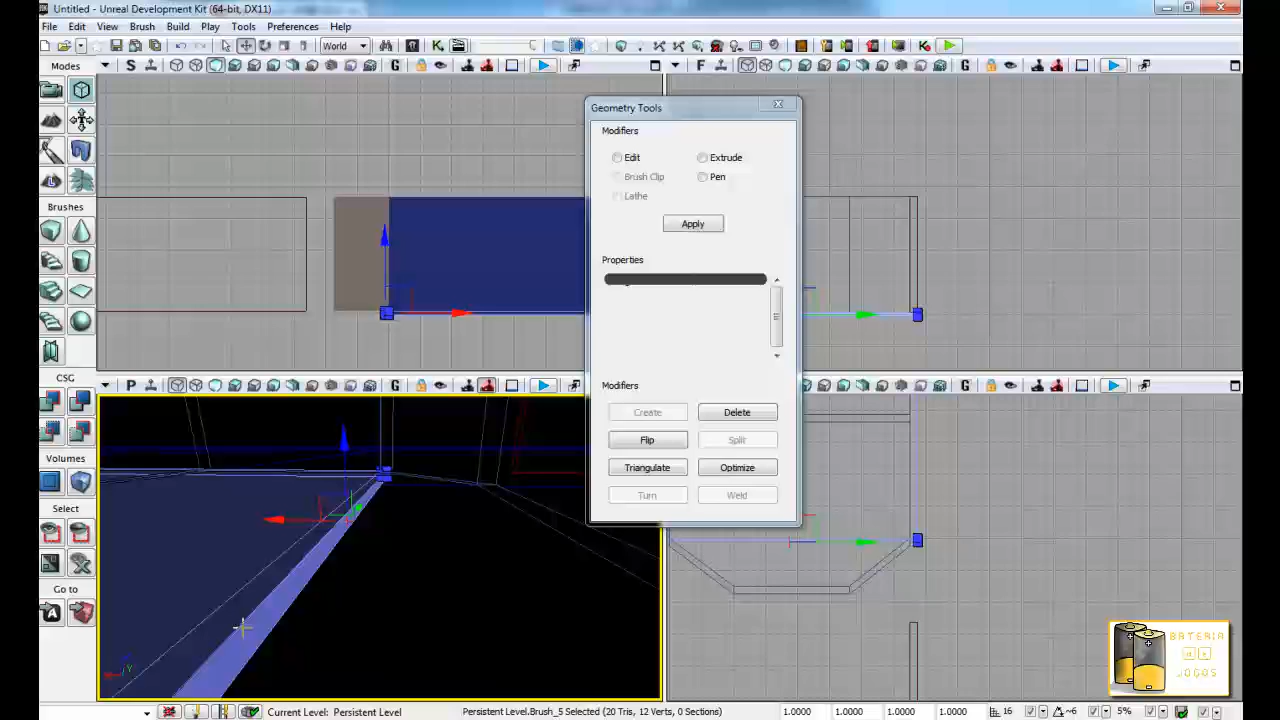 Untitled - Unreal Development Kit (64-bit, DX11)
File Edit View Brush Build Play Tools Preferences Help
World
Modes
S
G
F
G
Geometry Tools
Modifiers
Edit Extrude
Brush Clip Pen
Lathe
Apply
Brushes
Properties
CSG
P
G
G
Modifiers
Create Delete
Flip Split
Triangulate Optimize
Turn Weld
Volumes
Select
Go to
BATERIA
de
JOGOS
Current Level: Persistent Level
Persistent Level.Brush_5 Selected (20 Tris, 12 Verts, 0 Sections)
1.0000 1.0000 1.0000 1.0000
16
~6
5%